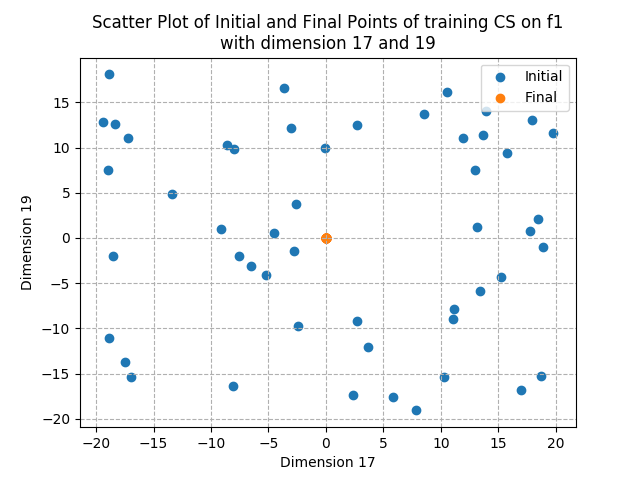 Scatter Plot of Initial and Final Points of training CS on f1
with dimension 17 and 19
Initial
Final
15
10
5
0
−5
−10
−15
−20
Dimension 19
−20 −15 −10 −5 0 5 10 15 20
Dimension 17